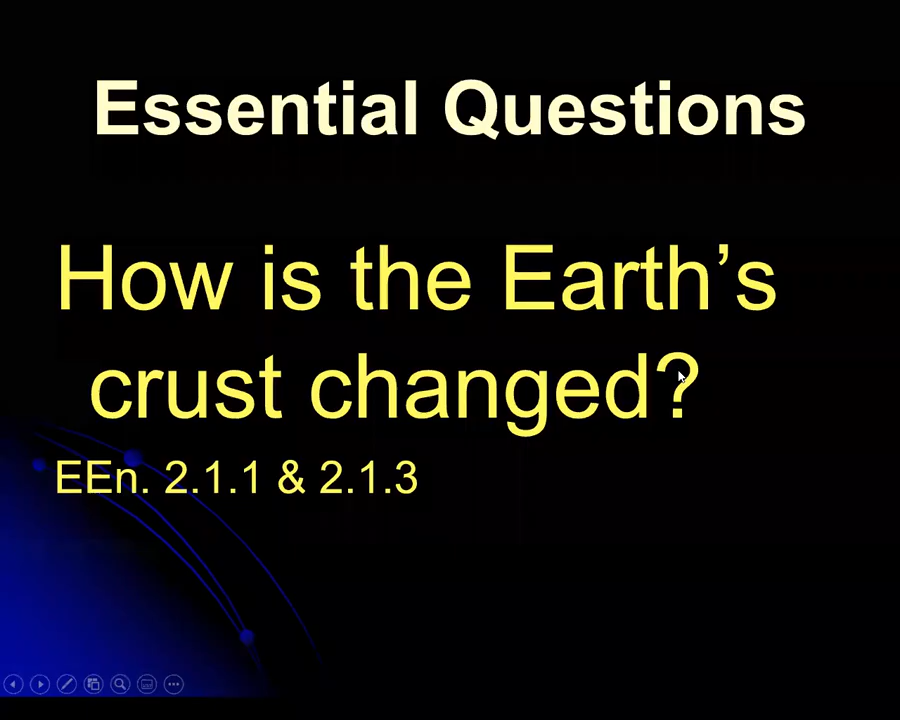 Essential Questions
How is the Earth’s
crust changed?
EEn. 2.1.1 & 2.1.3